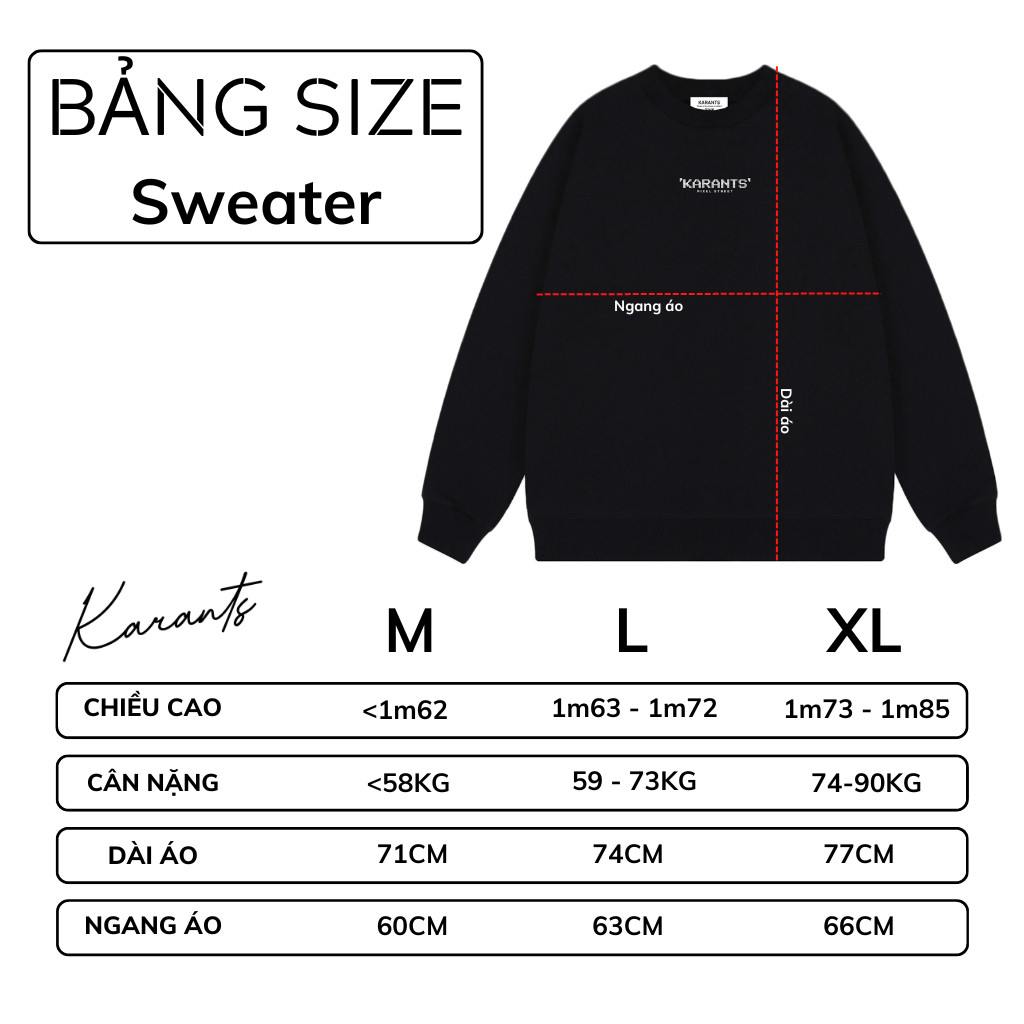 BẢNG SIZE
Sweater
KARANTS
'KARANTS'
PIXEL STREET
Ngang áo
Dài áo
Karants
M L XL
CHIỀU CAO <1m62 1m63 - 1m72 1m73 - 1m85
CÂN NẶNG <58KG 59 - 73KG 74-90KG
DÀI ÁO 71CM 74CM 77CM
NGANG ÁO 60CM 63CM 66CM